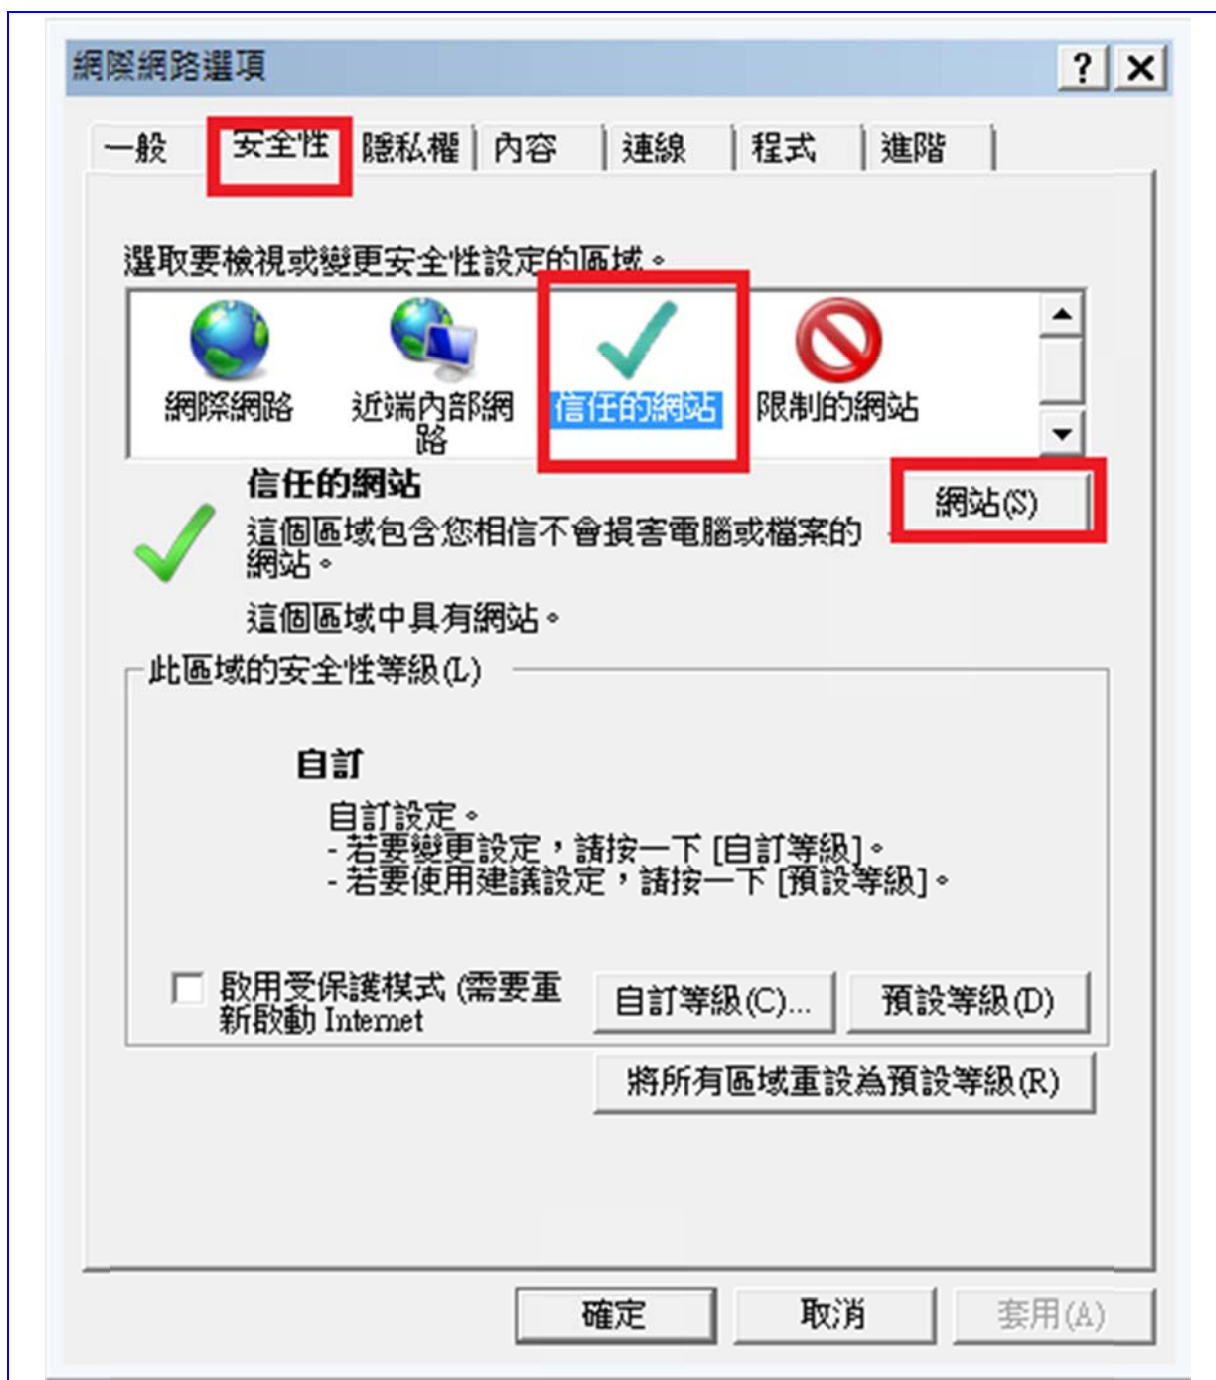 網際網路選項
一般 安全性 隱私權 內容 連線 程式 進階
選取要檢視或變更安全性設定的區域。
網際網路 近端內部網路 信任的網站 限制的網站
信任的網站
網站(S)
這個區域包含您相信不會損害電腦或檔案的
網站。
這個區域中具有網站。
此區域的安全性等級(L)
自訂
自訂設定。
- 若要變更設定，請按一下 [自訂等級]。
- 若要使用建議設定，請按一下 [預設等級]。
啟用受保護模式 (需要重
新啟動 Internet
自訂等級(C)... 預設等級(D)
將所有區域重設為預設等級(R)
確定 取消 套用(A)